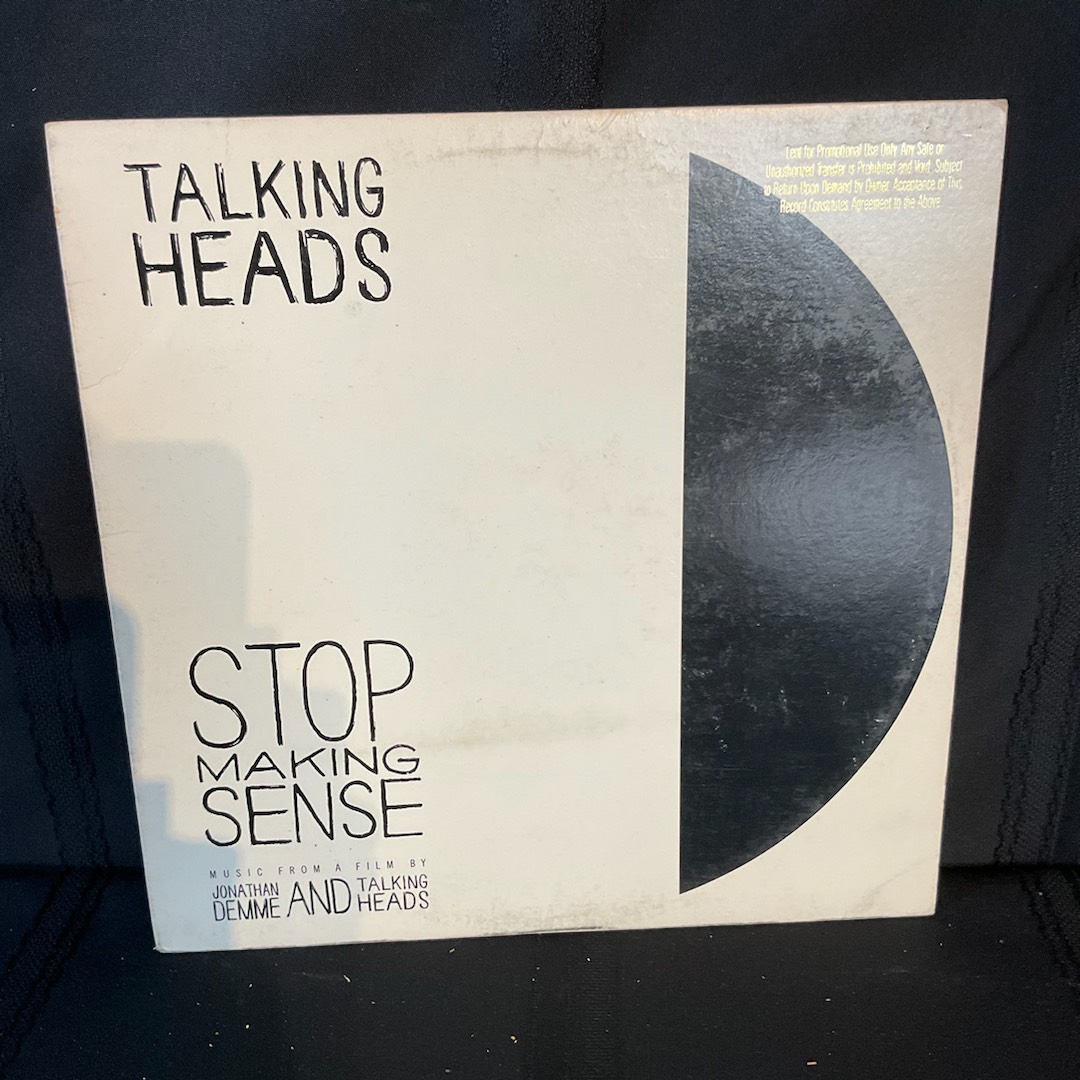 TALKING
HEADS
Lent for Promotional Use Only Any Sale or
Unauthorized Transfer is Prohibited and Void. Subject
to Return Upon Demand by Owner. Acceptance of This
Record Constitutes Agreement to the Above.
STOP
MAKING
SENSE
MUSIC FROM A FILM BY
JONATHAN DEMME AND TALKING HEADS